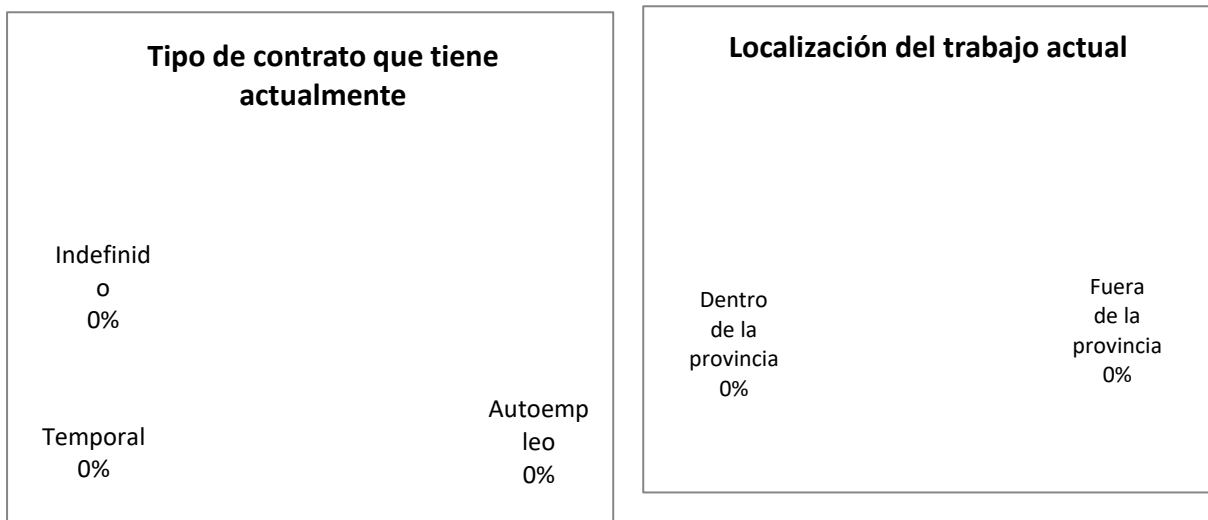 Tipo de contrato que tiene
actualmente
Indefinid
o
0%
Temporal
0%
Autoemp
leo
0%
Localización del trabajo actual
Dentro
de la
provincia
0%
Fuera
de la
provincia
0%